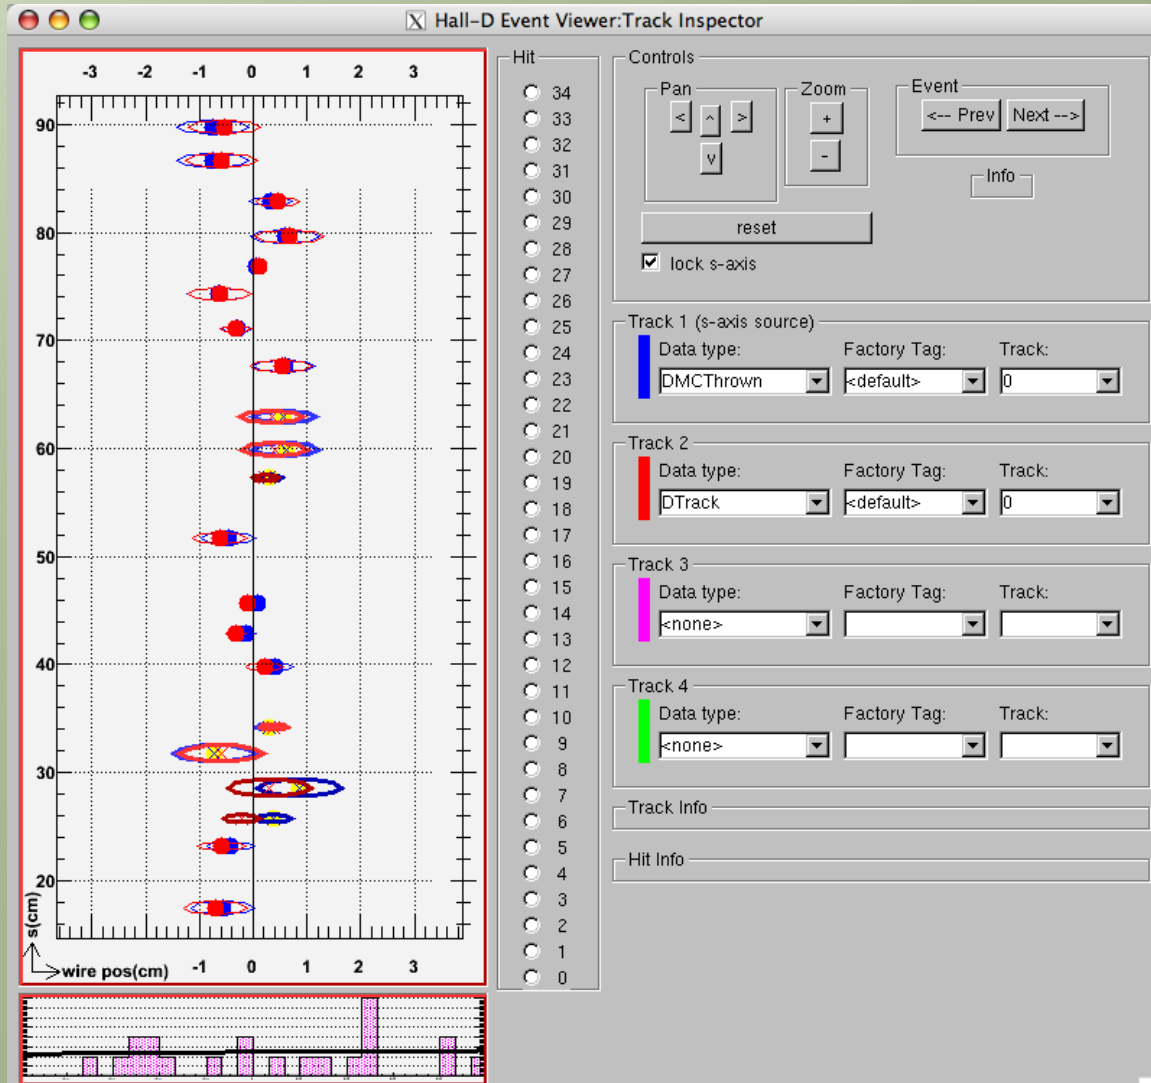 Hall-D Event Viewer:Track Inspector
-3 -2 -1 0 1 2 3
90
80
70
60
50
40
30
20
s(cm)
wire pos(cm)
-1 0 1 2 3
Hit
34
33
32
31
30
29
28
27
26
25
24
23
22
21
20
19
18
17
16
15
14
13
12
11
10
9
8
7
6
5
4
3
2
1
0
Controls
Pan
< ^ > v
Zoom
+
-
Event
<-- Prev Next -->
Info
reset
lock s-axis
Track 1 (s-axis source)
Data type: Factory Tag: Track:
DMCThrown <default> 0
Track 2
Data type: Factory Tag: Track:
DTrack <default> 0
Track 3
Data type: Factory Tag: Track:
<none>
Track 4
Data type: Factory Tag: Track:
<none>
Track Info
Hit Info